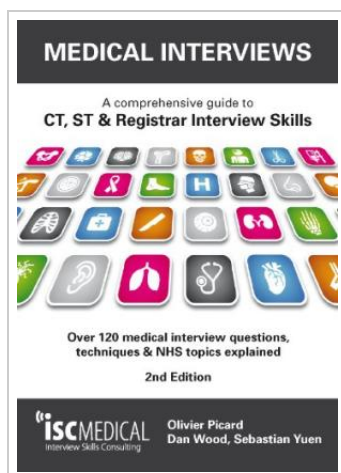 MEDICAL INTERVIEWS
A comprehensive guide to
CT, ST & Registrar Interview Skills
H
Over 120 medical interview questions,
techniques & NHS topics explained
2nd Edition
iscMEDICAL
Interview Skills Consulting
Olivier Picard
Dan Wood, Sebastian Yuen